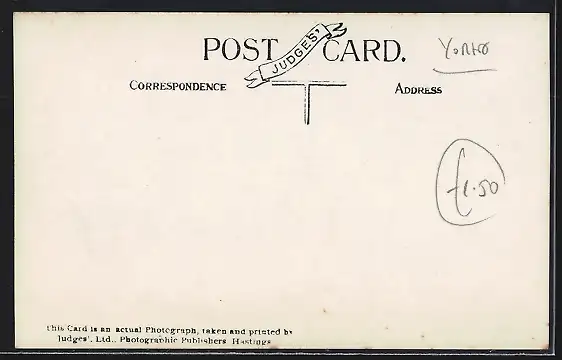 POST JUDGES' CARD.
Yorks
CORRESPONDENCE ADDRESS
£1.50
This Card is an actual Photograph, taken and printed by
Judges', Ltd., Photographic Publishers Hastings